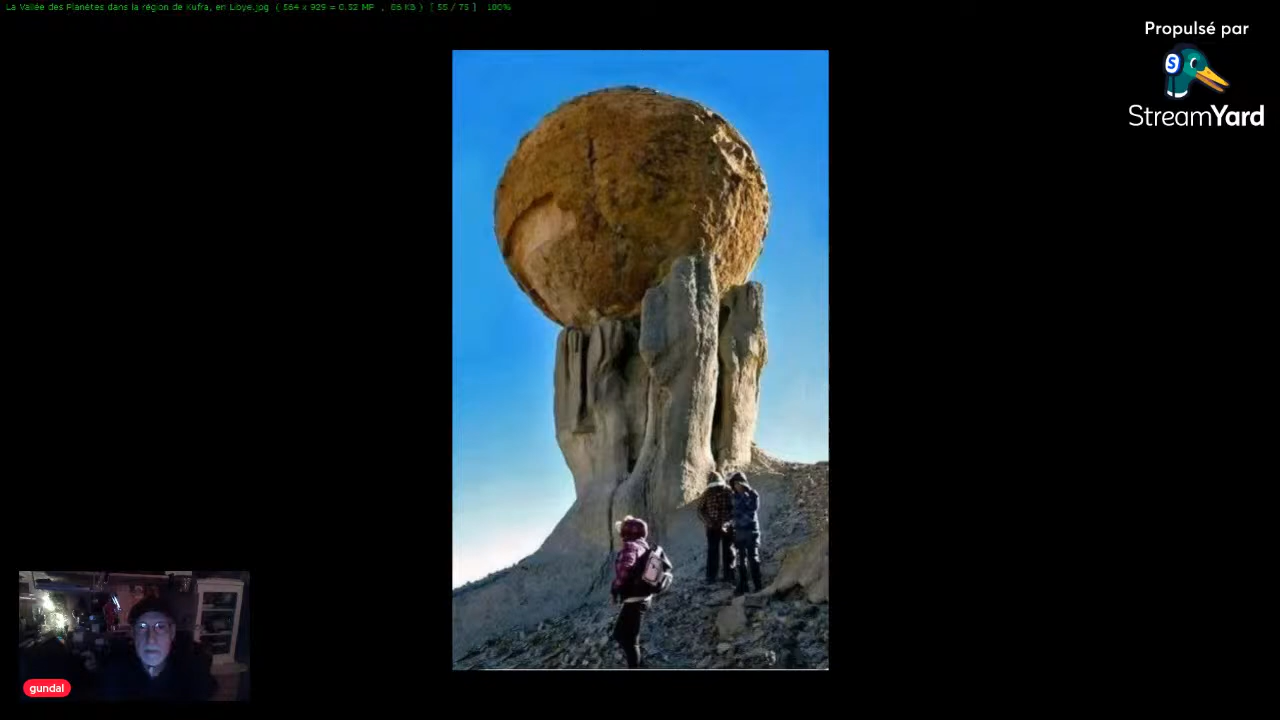 La Vallée des Planètes dans la région de Kufra, en Libye.jpg ( 564 x 929 = 0.52 MP , 86 KB ) [ 55 / 75 ] 100%
Propulsé par
S
StreamYard
gundal